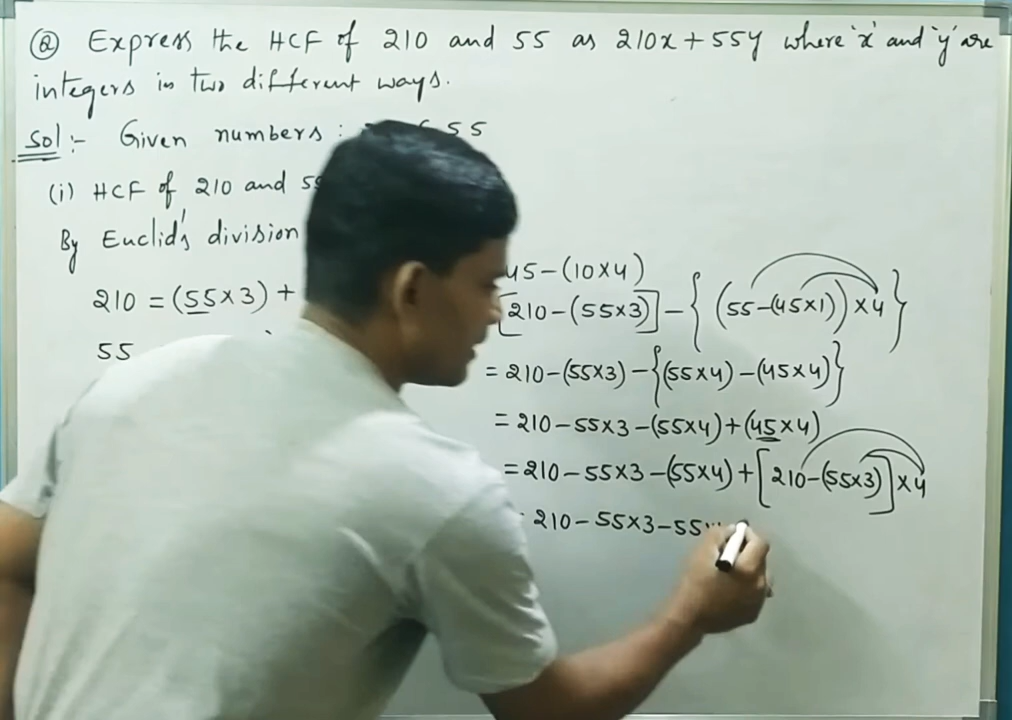 Q Express the HCF of 210 and 55 as 210x + 55y where 'x' and 'y' are
integers in two different ways.
Sol:- Given numbers : 55
(i) HCF of 210 and
By Euclid's division
210 = (55×3) +
55
45-(10×4)
[210-(55×3)] - {(55-(45×1))×4}
= 210-(55×3) - {(55×4)-(45×4)}
= 210-55×3-(55×4)+(45×4)
= 210-55×3-(55×4)+[210-(55×3)]×4
210-55×3-55